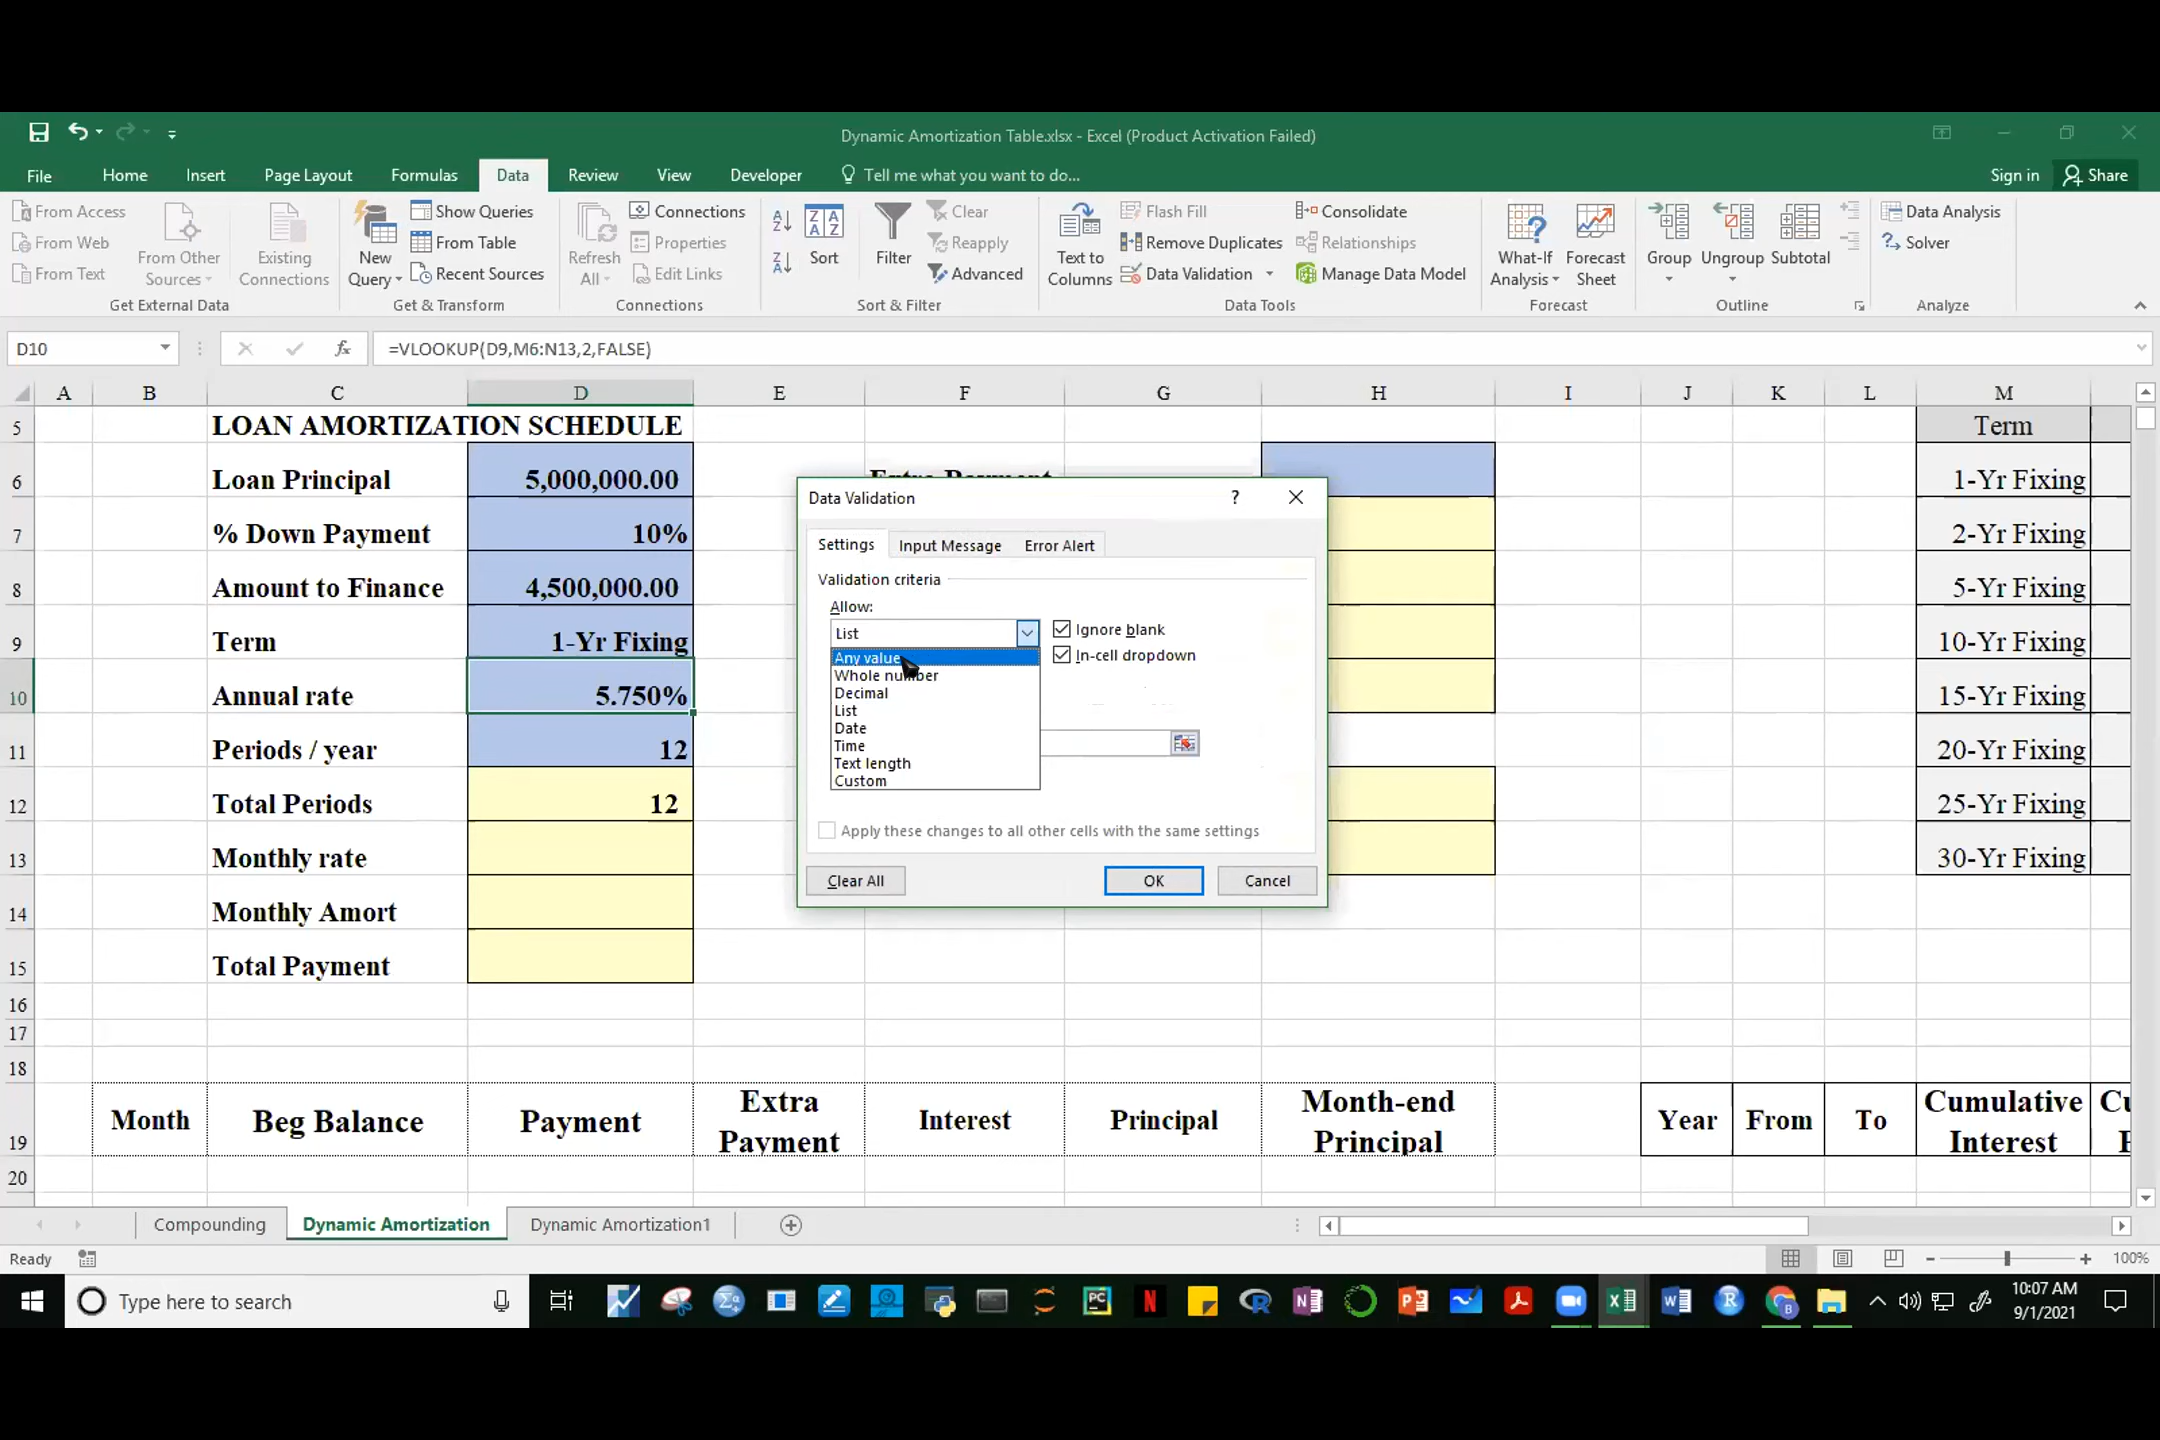 Dynamic Amortization Table.xlsx - Excel (Product Activation Failed)
File Home Insert Page Layout Formulas Data Review View Developer Tell me what you want to do... Sign in Share
From Access
From Web
From Text
From Other Sources
Existing Connections
Get External Data
New Query
Show Queries
From Table
Recent Sources
Get & Transform
Refresh All
Connections
Properties
Edit Links
Connections
Sort
Filter
Clear
Reapply
Advanced
Sort & Filter
Text to Columns
Flash Fill
Remove Duplicates
Data Validation
Consolidate
Relationships
Manage Data Model
Data Tools
What-If Analysis
Forecast Sheet
Forecast
Group
Ungroup
Subtotal
Outline
Data Analysis
Solver
Analyze
D10 fx =VLOOKUP(D9,M6:N13,2,FALSE)
A B C D E F G H I J K L M
5 LOAN AMORTIZATION SCHEDULE Term
6 Loan Principal 5,000,000.00 1-Yr Fixing
7 % Down Payment 10% 2-Yr Fixing
8 Amount to Finance 4,500,000.00 5-Yr Fixing
9 Term 1-Yr Fixing 10-Yr Fixing
10 Annual rate 5.750% 15-Yr Fixing
11 Periods / year 12 20-Yr Fixing
12 Total Periods 12 25-Yr Fixing
13 Monthly rate 30-Yr Fixing
14 Monthly Amort
15 Total Payment
16
17
18
19 Month Beg Balance Payment Extra Payment Interest Principal Month-end Principal Year From To Cumulative Interest
20
Data Validation ?
Settings Input Message Error Alert
Validation criteria
Allow:
List
Ignore blank
In-cell dropdown
Any value
Whole number
Decimal
List
Date
Time
Text length
Custom
Apply these changes to all other cells with the same settings
Clear All OK Cancel
Compounding Dynamic Amortization Dynamic Amortization1
Ready 100%
Type here to search
10:07 AM
9/1/2021